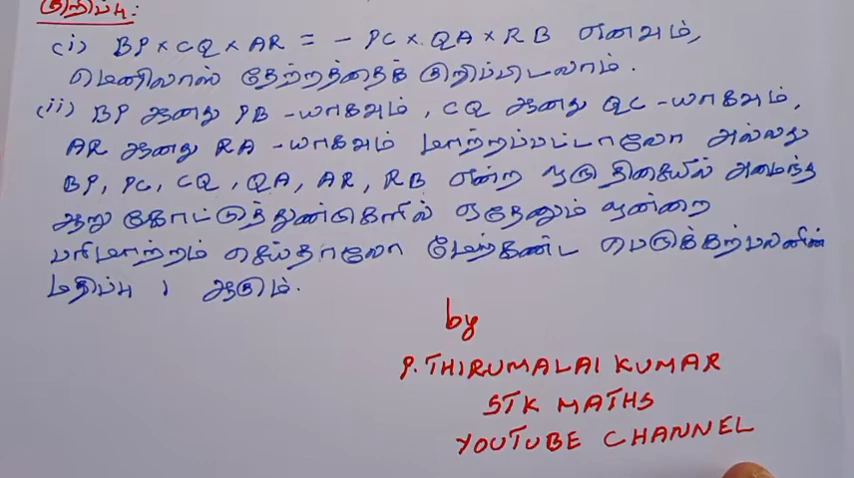 குறிப்பு:
(i) BP × CQ × AR = - PC × QA × RB எனவும்,
மெனிலாஸ் தேற்றத்தைக் குறிப்பிடலாம்.
(ii) BP ஆனது PB -யாகவும், CQ ஆனது QC -யாகவும்,
AR ஆனது RA -யாகவும் மாற்றப்பட்டாலோ அல்லது
BP, PC, CQ, QA, AR, RB என்ற ஒரு திசையில் அமைந்த
ஆறு கோட்டுத்துண்டுகளில் ஏதேனும் ஒன்றை
பரிமாற்றம் செய்தாலோ மேற்கண்ட பெருக்கற்பலனின்
மதிப்பு 1 ஆகும்.
by
P. THIRUMALAI KUMAR
STK MATHS
YOUTUBE CHANNEL